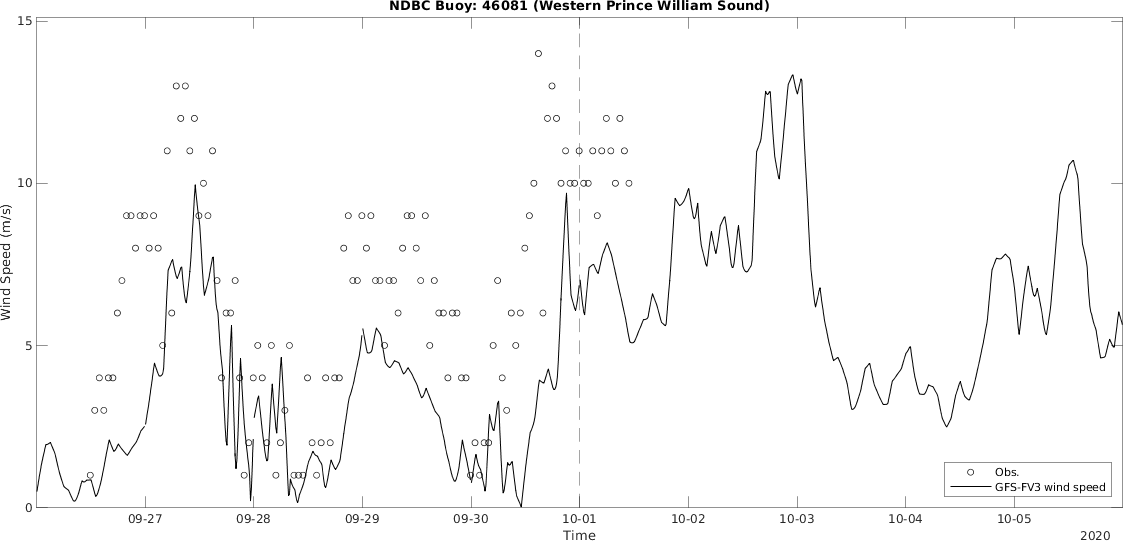 NDBC Buoy: 46081 (Western Prince William Sound)
15
10
5
0
Wind Speed (m/s)
09-27 09-28 09-29 09-30 10-01 10-02 10-03 10-04 10-05
Time
2020
Obs.
GFS-FV3 wind speed